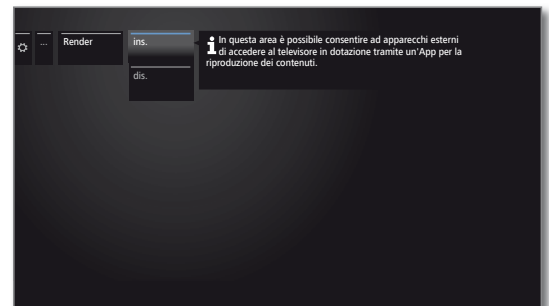 ... Render ins. In questa area è possibile consentire ad apparecchi esterni
di accedere al televisore in dotazione tramite un'App per la
riproduzione dei contenuti.
dis.